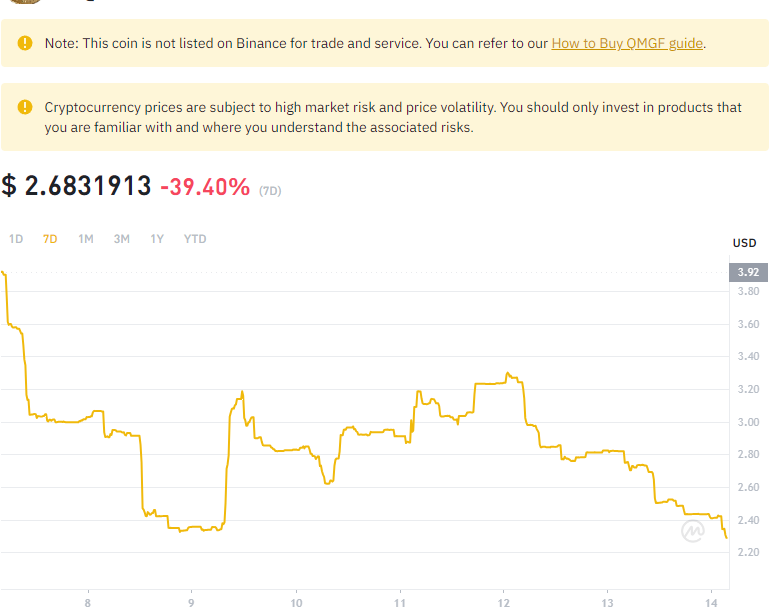 Note: This coin is not listed on Binance for trade and service. You can refer to our How to Buy QMGF guide.
Cryptocurrency prices are subject to high market risk and price volatility. You should only invest in products that
you are familiar with and where you understand the associated risks.
$ 2.6831913 -39.40% (7D)
1D 7D 1M 3M 1Y YTD
USD
3.92
3.80
3.60
3.40
3.20
3.00
2.80
2.60
2.40
2.20
8 9 10 11 12 13 14